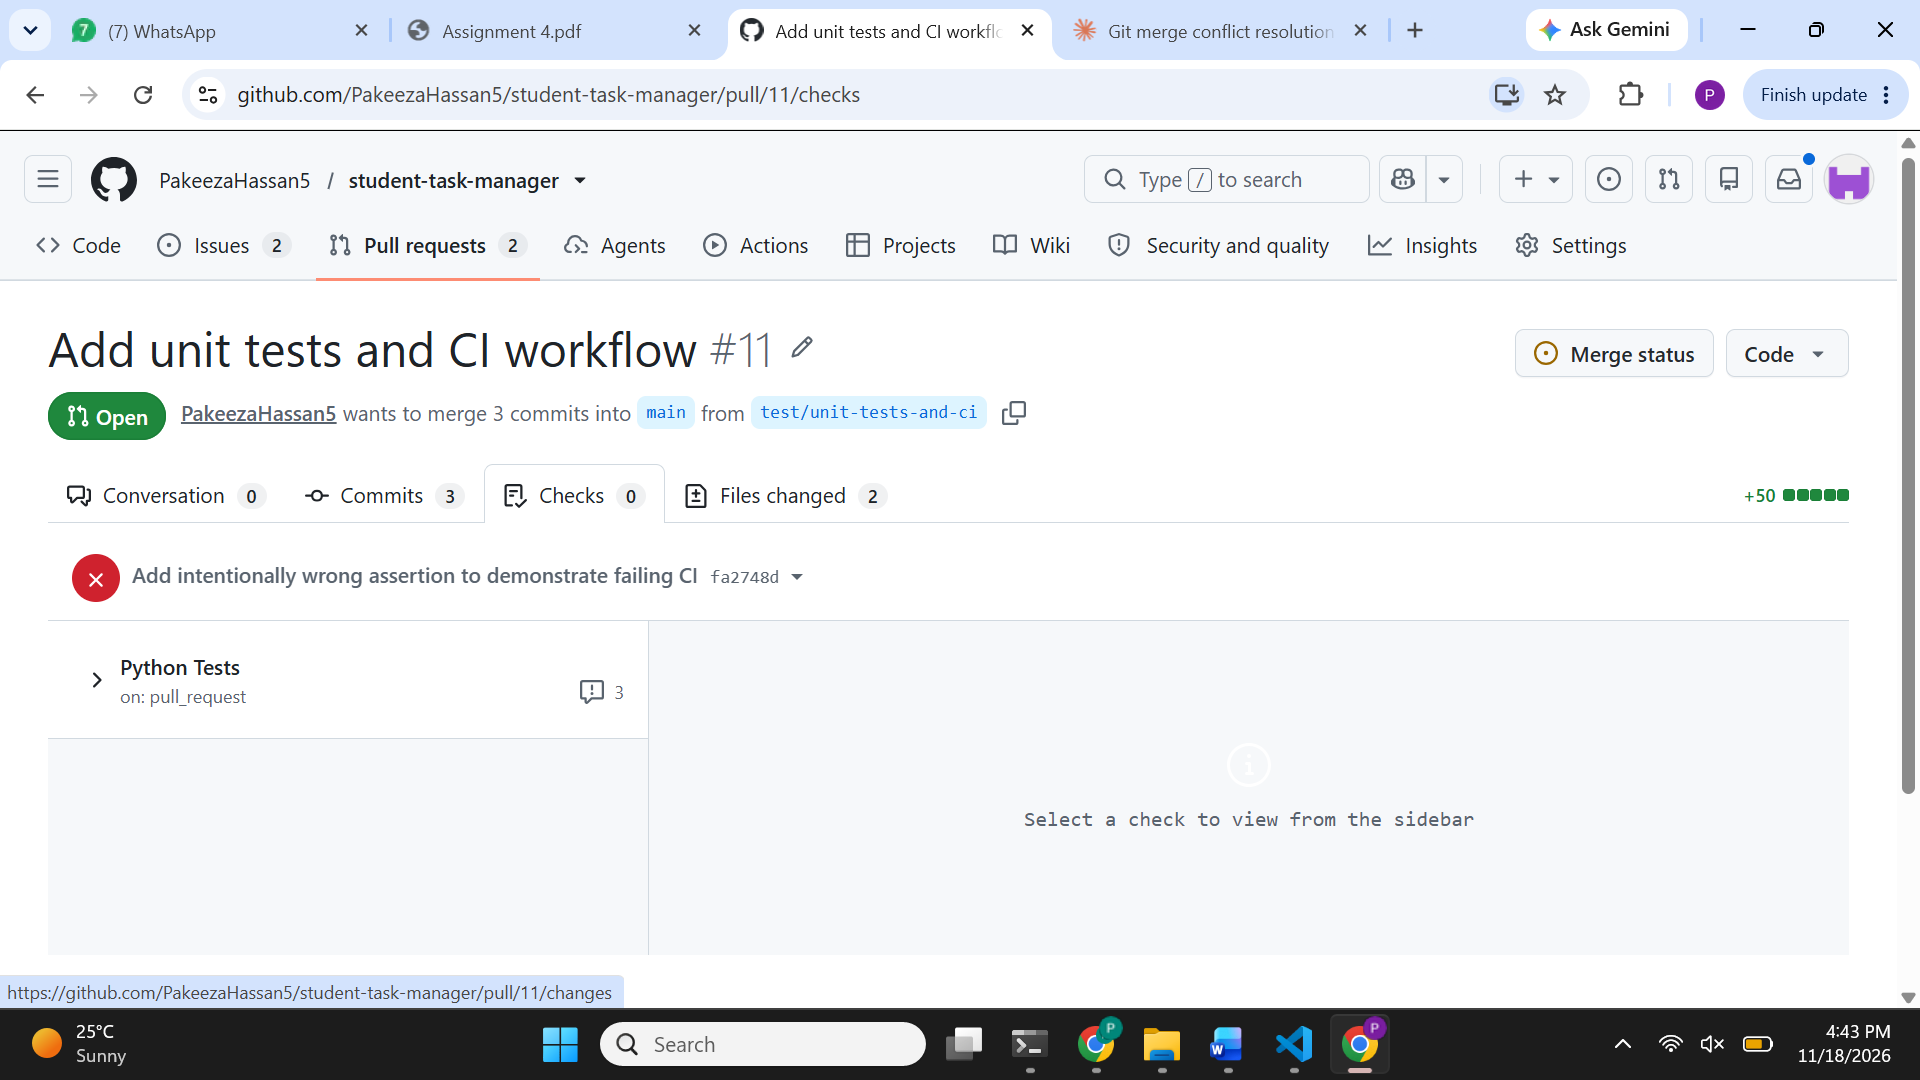 7 (7) WhatsApp
Assignment 4.pdf
Add unit tests and CI workflo
Git merge conflict resolution
Ask Gemini
github.com/PakeezaHassan5/student-task-manager/pull/11/checks
P
Finish update
PakeezaHassan5 / student-task-manager
Type / to search
Code
Issues 2
Pull requests 2
Agents
Actions
Projects
Wiki
Security and quality
Insights
Settings
Add unit tests and CI workflow #11
Merge status
Code
Open PakeezaHassan5 wants to merge 3 commits into main from test/unit-tests-and-ci
Conversation 0
Commits 3
Checks 0
Files changed 2
+50
Add intentionally wrong assertion to demonstrate failing CI fa2748d
Python Tests
on: pull_request
3
Select a check to view from the sidebar
https://github.com/PakeezaHassan5/student-task-manager/pull/11/changes
25°C
Sunny
Search
P
W
P
4:43 PM
11/18/2026